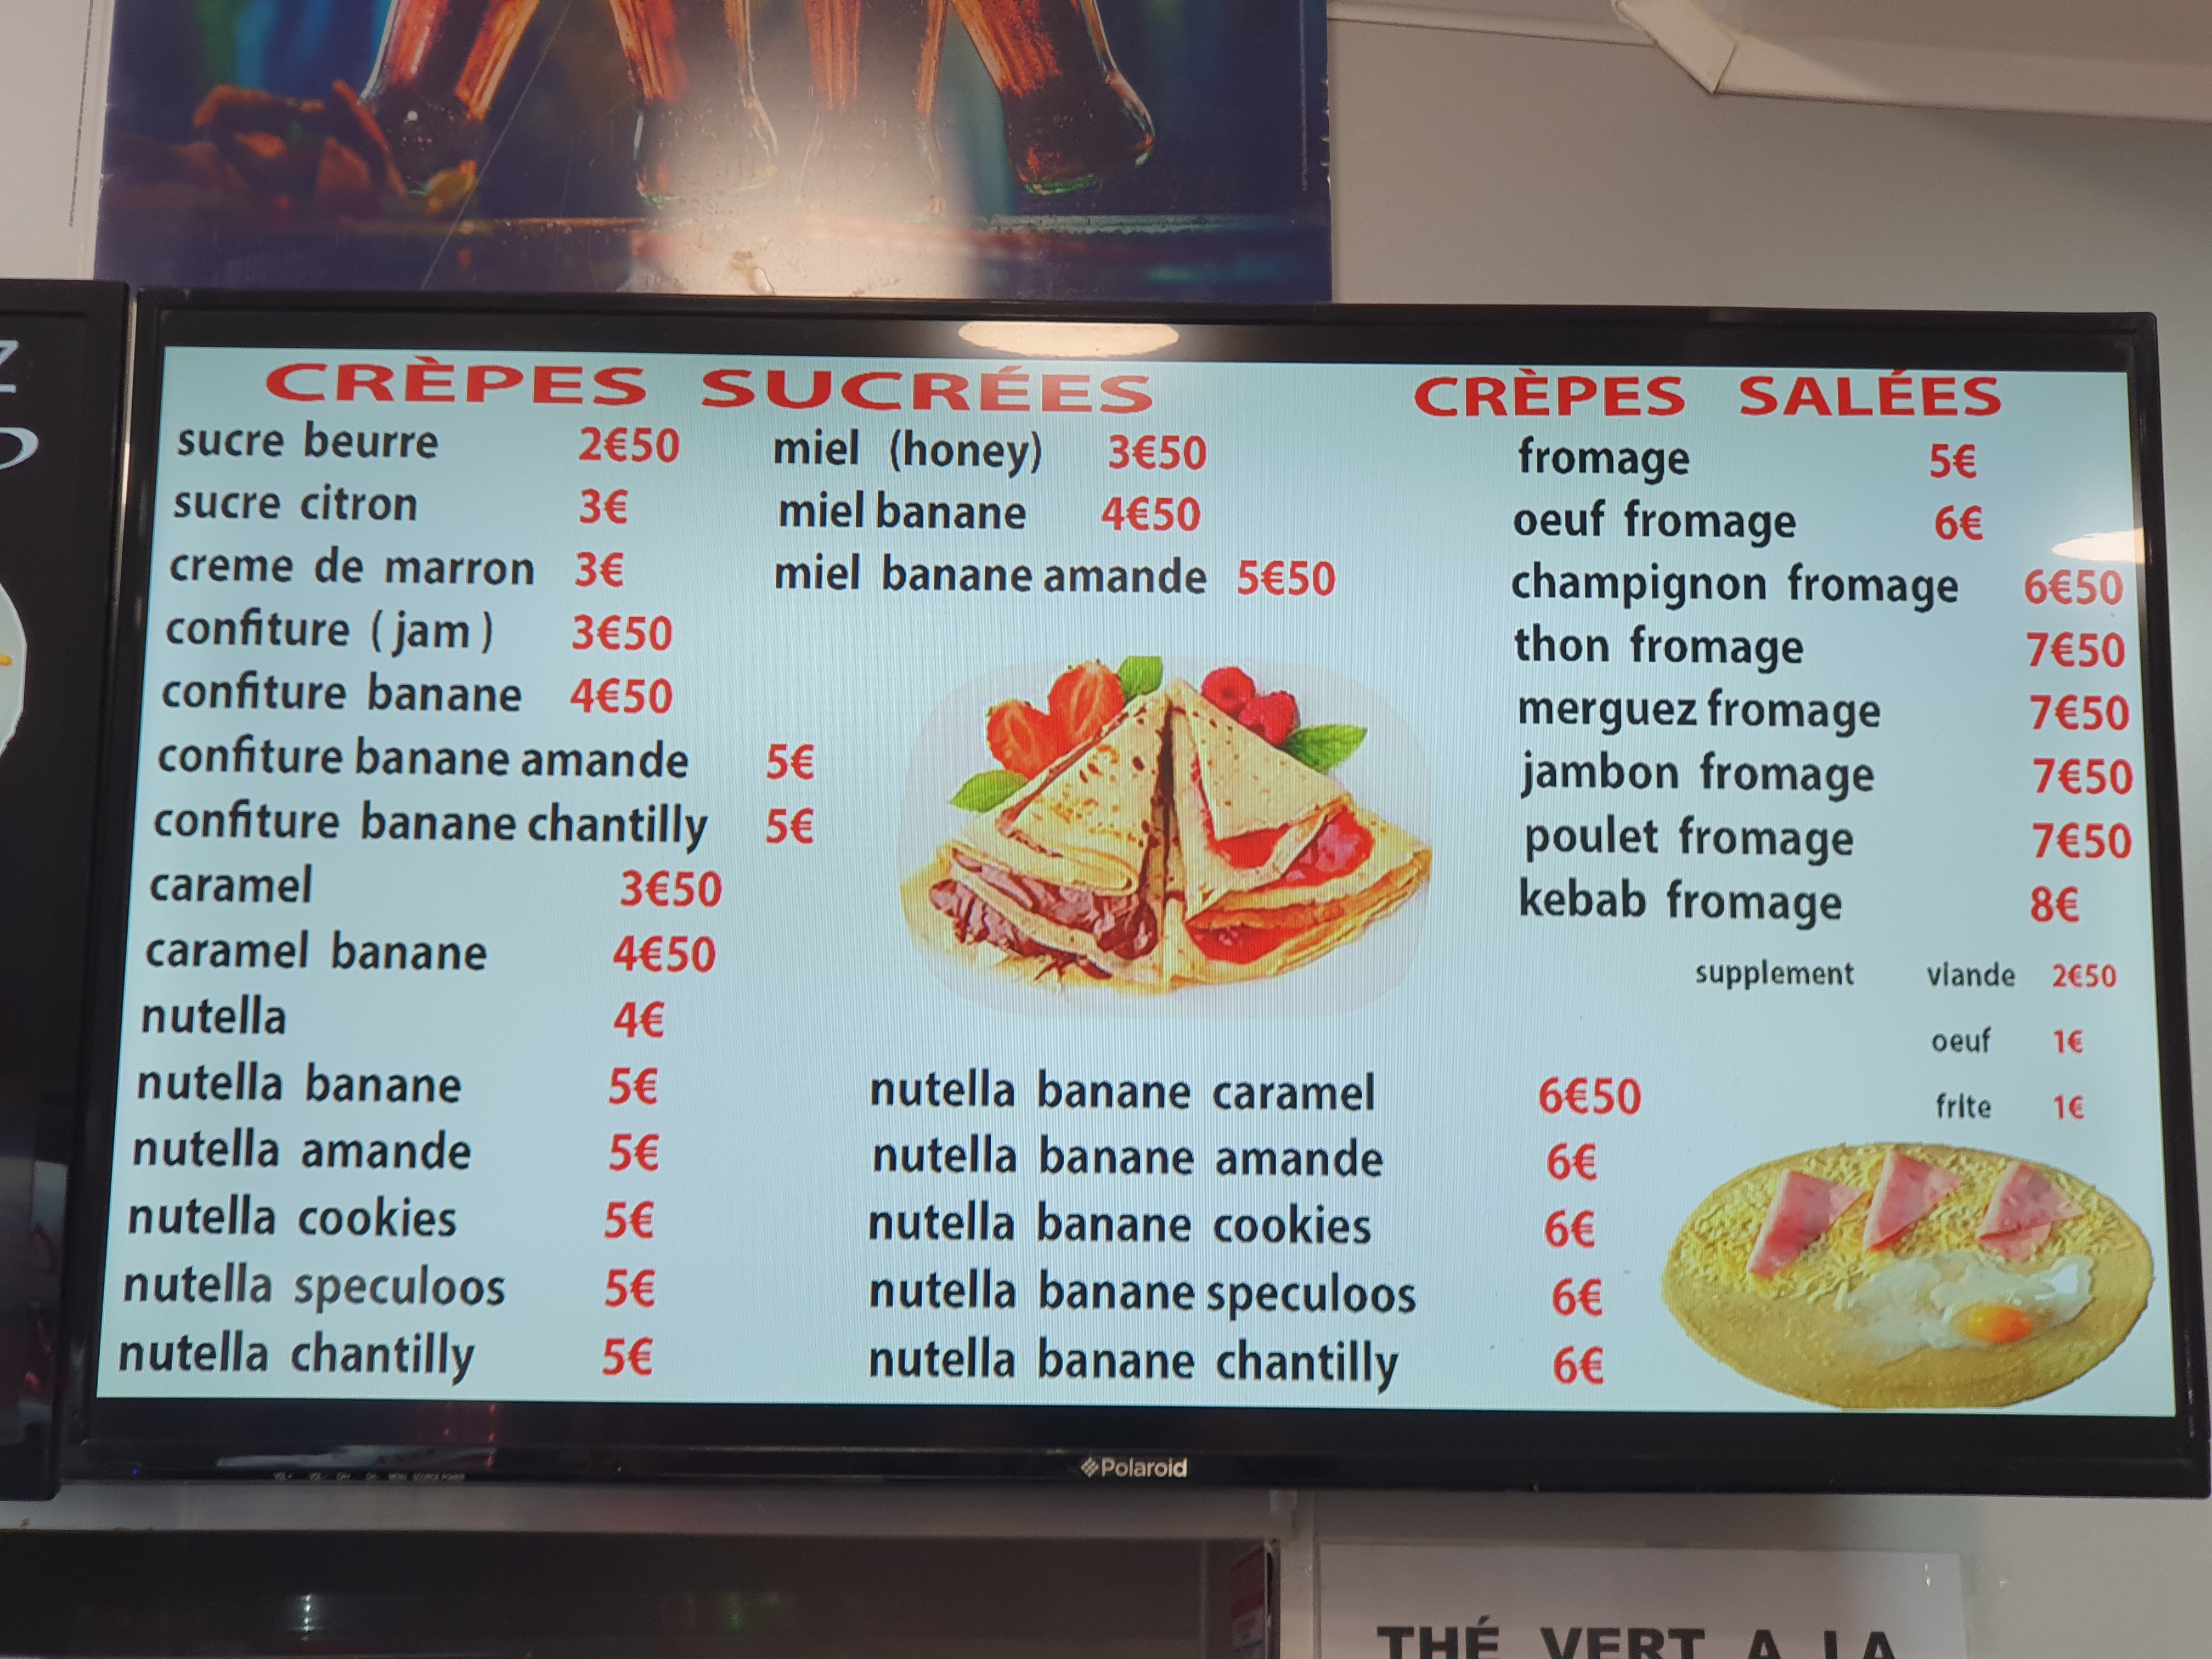 CRÈPES SUCRÉES
sucre beurre 2€50
sucre citron 3€
creme de marron 3€
confiture ( jam ) 3€50
confiture banane 4€50
confiture banane amande 5€
confiture banane chantilly 5€
caramel 3€50
caramel banane 4€50
nutella 4€
nutella banane 5€
nutella amande 5€
nutella cookies 5€
nutella speculoos 5€
nutella chantilly 5€
miel (honey) 3€50
miel banane 4€50
miel banane amande 5€50
nutella banane caramel 6€50
nutella banane amande 6€
nutella banane cookies 6€
nutella banane speculoos 6€
nutella banane chantilly 6€
CRÈPES SALÉES
fromage 5€
oeuf fromage 6€
champignon fromage 6€50
thon fromage 7€50
merguez fromage 7€50
jambon fromage 7€50
poulet fromage 7€50
kebab fromage 8€
supplement viande 2€50
oeuf 1€
frite 1€
Polaroid
THÉ VERT A LA